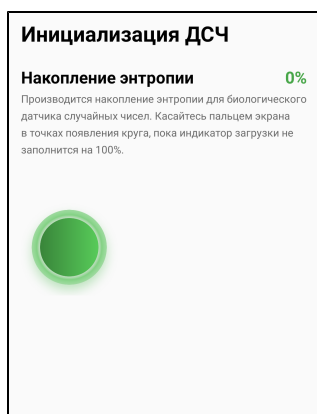 Инициализация ДСЧ
Накопление энтропии 0%
Производится накопление энтропии для биологического
датчика случайных чисел. Касайтесь пальцем экрана
в точках появления круга, пока индикатор загрузки не
заполнится на 100%.